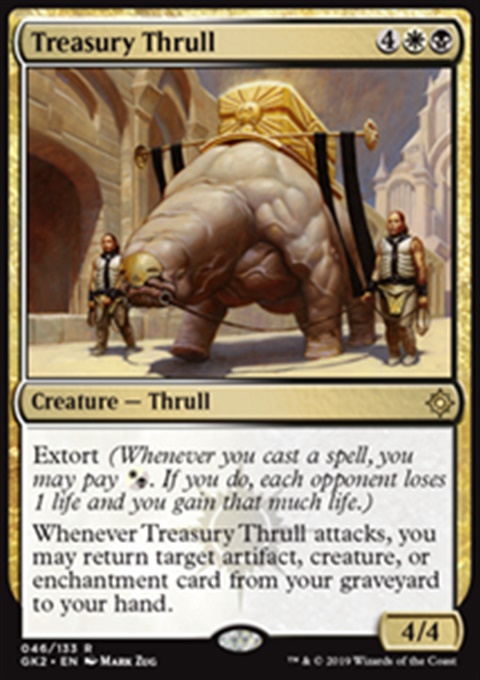 Treasury Thrull 4
Creature — Thrull
Extort (Whenever you cast a spell, you
may pay . If you do, each opponent loses
1 life and you gain that much life.)
Whenever Treasury Thrull attacks, you
may return target artifact, creature, or
enchantment card from your graveyard
to your hand.
4/4
046/133 R
GK2 • EN Mark Zug
™ & © 2019 Wizards of the Coast